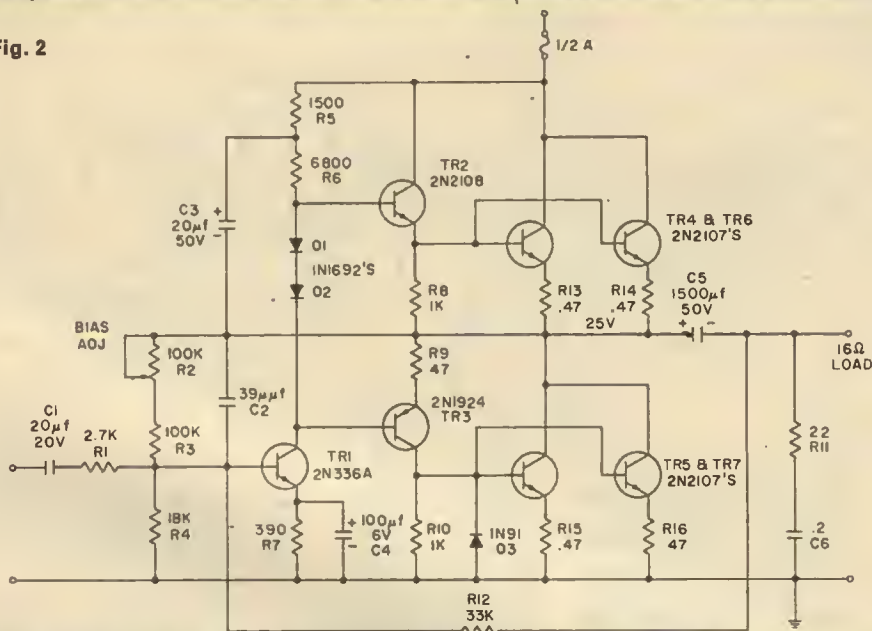 Fig. 2
1/2 A
1500
R5
6800
R6
TR2
2N2108
C3 +
20µf
50V -
TR4 & TR6
2N2107'S
D1
1N1692'S
D2
C5
1500µf
50V
+ -
R8
1K
R13
.47
R14
.47
25V
BIAS
ADJ
100K
R2
R9
47
16Ω
LOAD
39µµf
C2
2N1924
TR3
C1
20µf
20V
2.7K
R1
100K
R3
22
R11
TR1
2N336A
TR5 & TR7
2N2107'S
18K
R4
390
R7
+ 100µf
6V
- C4
R10
1K
1N91
D3
R15
.47
R16
47
.2
C6
R12
33K